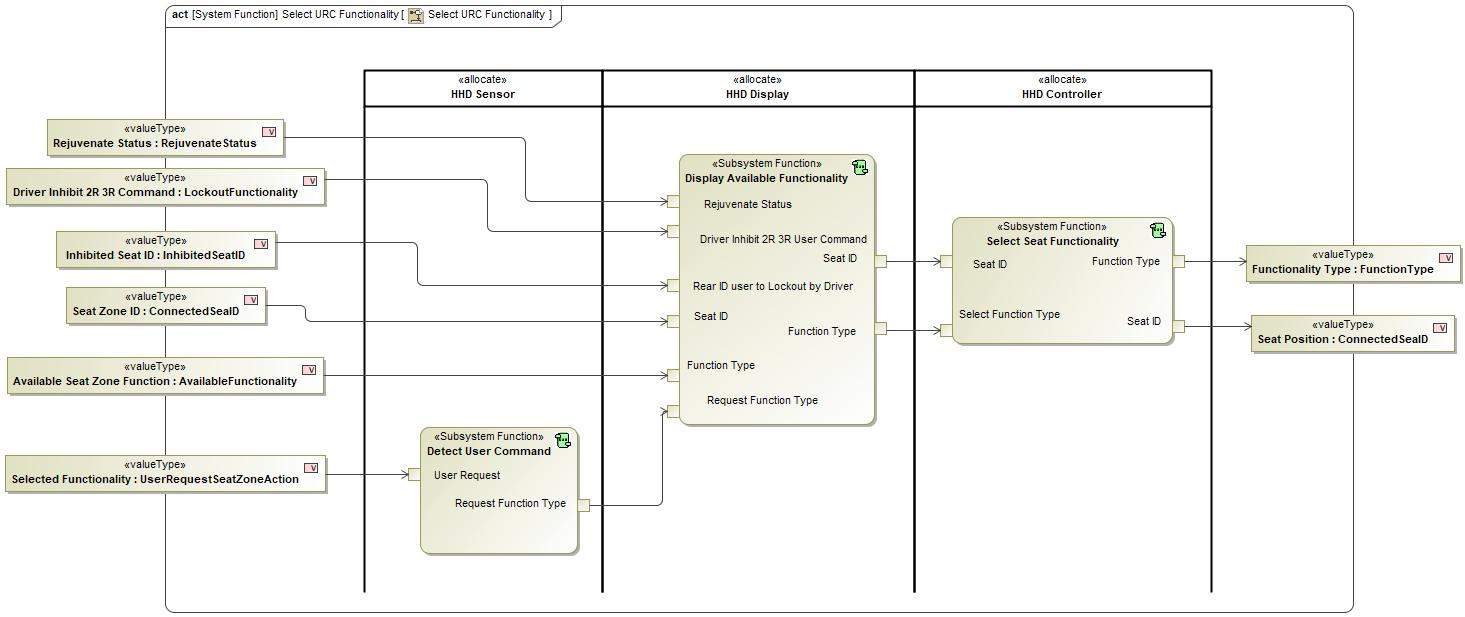 act [System Function] Select URC Functionality [ Select URC Functionality ]
«allocate»
HHD Sensor
«allocate»
HHD Display
«allocate»
HHD Controller
«valueType»
Rejuvenate Status : RejuvenateStatus
«valueType»
Driver Inhibit 2R 3R Command : LockoutFunctionality
«valueType»
Inhibited Seat ID : InhibitedSeatID
«valueType»
Seat Zone ID : ConnectedSeaID
«valueType»
Available Seat Zone Function : AvailableFunctionality
«valueType»
Selected Functionality : UserRequestSeatZoneAction
«Subsystem Function»
Detect User Command
User Request
Request Function Type
«Subsystem Function»
Display Available Functionality
Rejuvenate Status
Driver Inhibit 2R 3R User Command
Seat ID
Rear ID user to Lockout by Driver
Seat ID
Function Type
Function Type
Request Function Type
«Subsystem Function»
Select Seat Functionality
Seat ID
Function Type
Select Function Type
Seat ID
«valueType»
Functionality Type : FunctionType
«valueType»
Seat Position : ConnectedSeaID
V
V
V
V
V
V
V
V